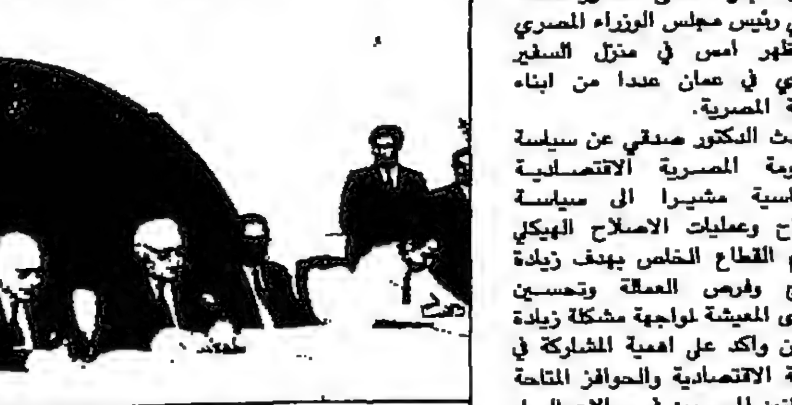 ي رئيس مجلس الوزراء المصري
ظهر امس في منزل السفير
ي في عمان عددا من ابناء
ة المصرية.
ث الدكتور صدقي عن سياسة
ومة المصرية الاقتصادية
اسية مشيرا الى سياسة
اح وعمليات الاصلاح الهيكلي
م القطاع الخاص بهدف زيادة
ج وفرص العمالة وتحسين
ى المعيشة لمواجهة مشكلة زيادة
ن واكد على اهمية المشاركة في
ة الاقتصادية والحوافز المتاحة